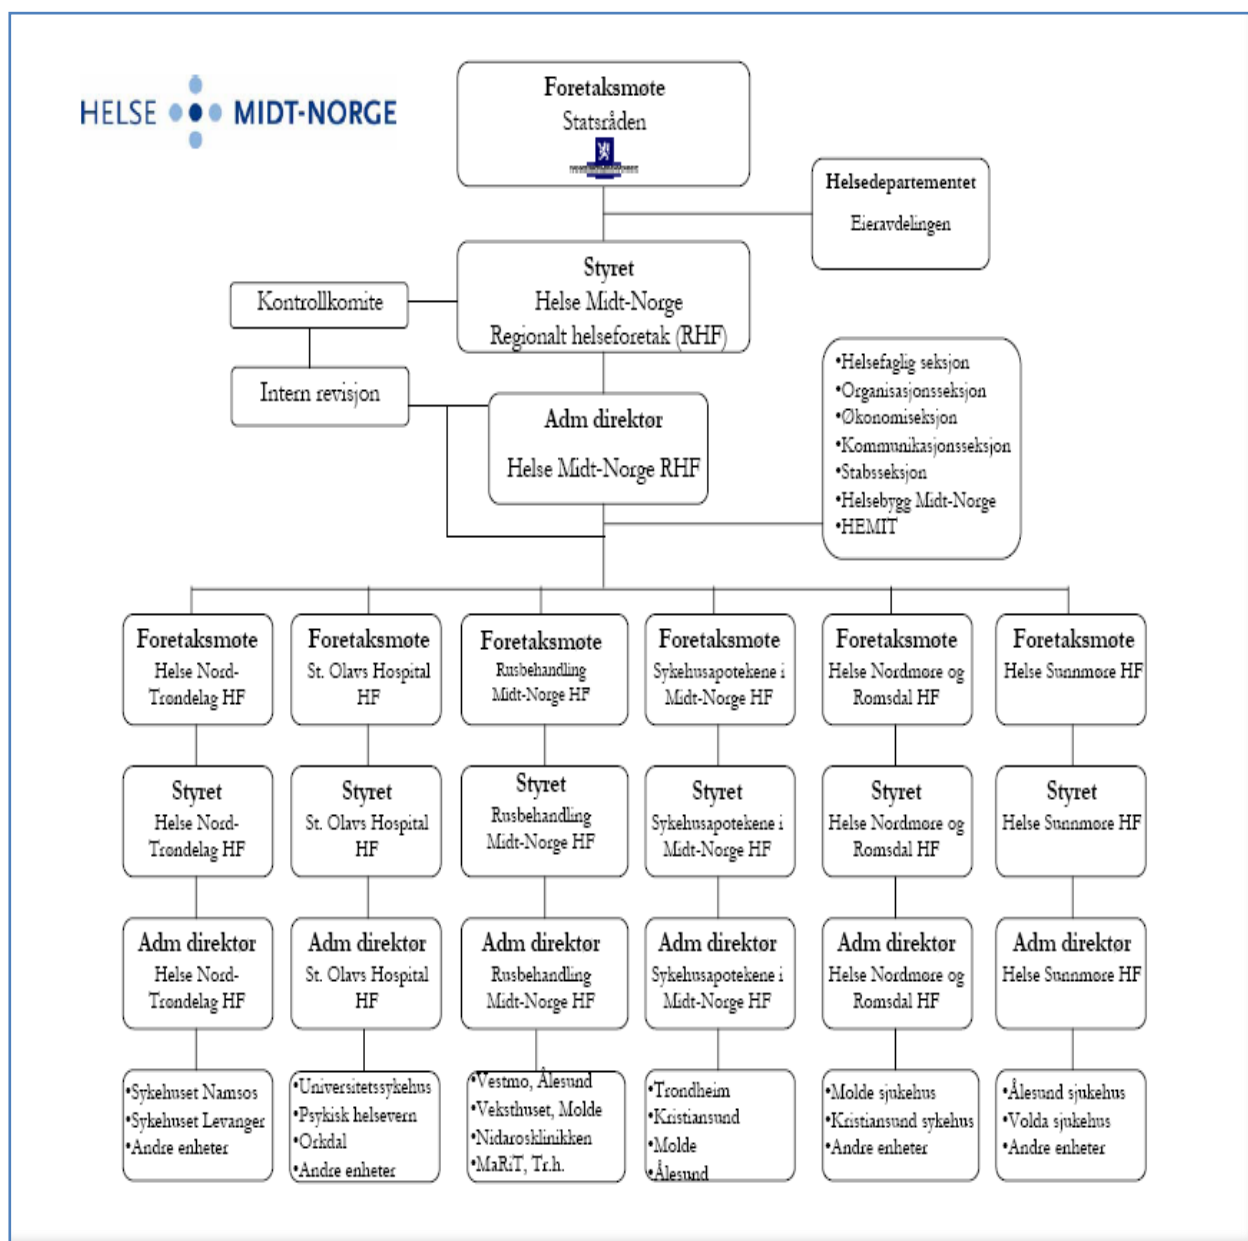 HELSE MIDT-NORGE
Foretaksmøte
Statsråden
Helsedepartementet
Eieravdelingen
Styret
Helse Midt-Norge
Regionalt helseforetak (RHF)
Kontrollkomite
Intern revisjon
Adm direktør
Helse Midt-Norge RHF
•Helsefaglig seksjon
•Organisasjonsseksjon
•Økonomiseksjon
•Kommunikasjonsseksjon
•Stabsseksjon
•Helsebygg Midt-Norge
•HEMIT
Foretaksmøte
Helse Nord-
Trøndelag HF
Foretaksmøte
St. Olavs Hospital
HF
Foretaksmøte
Rusbehandling
Midt-Norge HF
Foretaksmøte
Sykehusapotekene i
Midt-Norge HF
Foretaksmøte
Helse Nordmøre og
Romsdal HF
Foretaksmøte
Helse Sunnmøre HF
Styret
Helse Nord-
Trøndelag HF
Styret
St. Olavs Hospital
HF
Styret
Rusbehandling
Midt-Norge HF
Styret
Sykehusapotekene i
Midt-Norge HF
Styret
Helse Nordmøre og
Romsdal HF
Styret
Helse Sunnmøre HF
Adm direktør
Helse Nord-
Trøndelag HF
Adm direktør
St. Olavs Hospital
HF
Adm direktør
Rusbehandling
Midt-Norge HF
Adm direktør
Sykehusapotekene i
Midt-Norge HF
Adm direktør
Helse Nordmøre og
Romsdal HF
Adm direktør
Helse Sunnmøre HF
•Sykehuset Namsos
•Sykehuset Levanger
•Andre enheter
•Universitetssykehus
•Psykisk helsevern
•Orkdal
•Andre enheter
•Vestmo, Ålesund
•Veksthuset, Molde
•Nidarosklinikken
•MaRiT, Tr.h.
•Trondheim
•Kristiansund
•Molde
•Ålesund
•Molde sjukehus
•Kristiansund sykehus
•Andre enheter
•Ålesund sjukehus
•Volda sjukehus
•Andre enheter